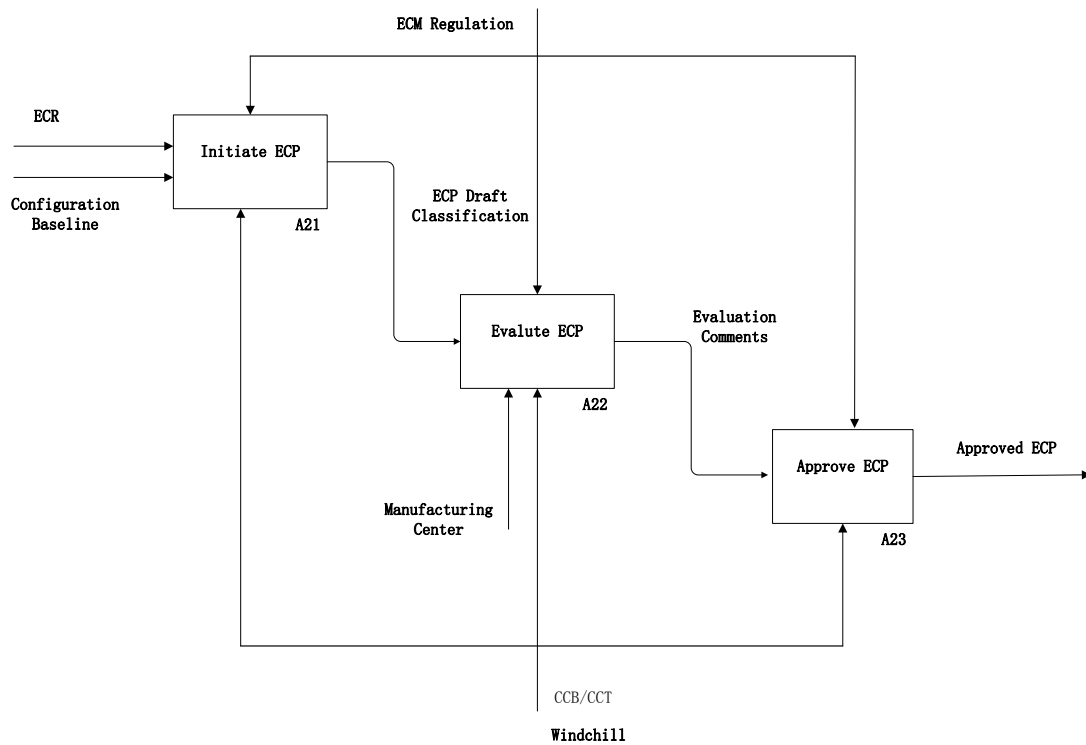 ECM Regulation
ECR
Initiate ECP
Configuration
Baseline
A21
ECP Draft
Classification
Evalute ECP
Evaluation
Comments
A22
Approve ECP
Approved ECP
Manufacturing
Center
A23
CCB/CCT
Windchill